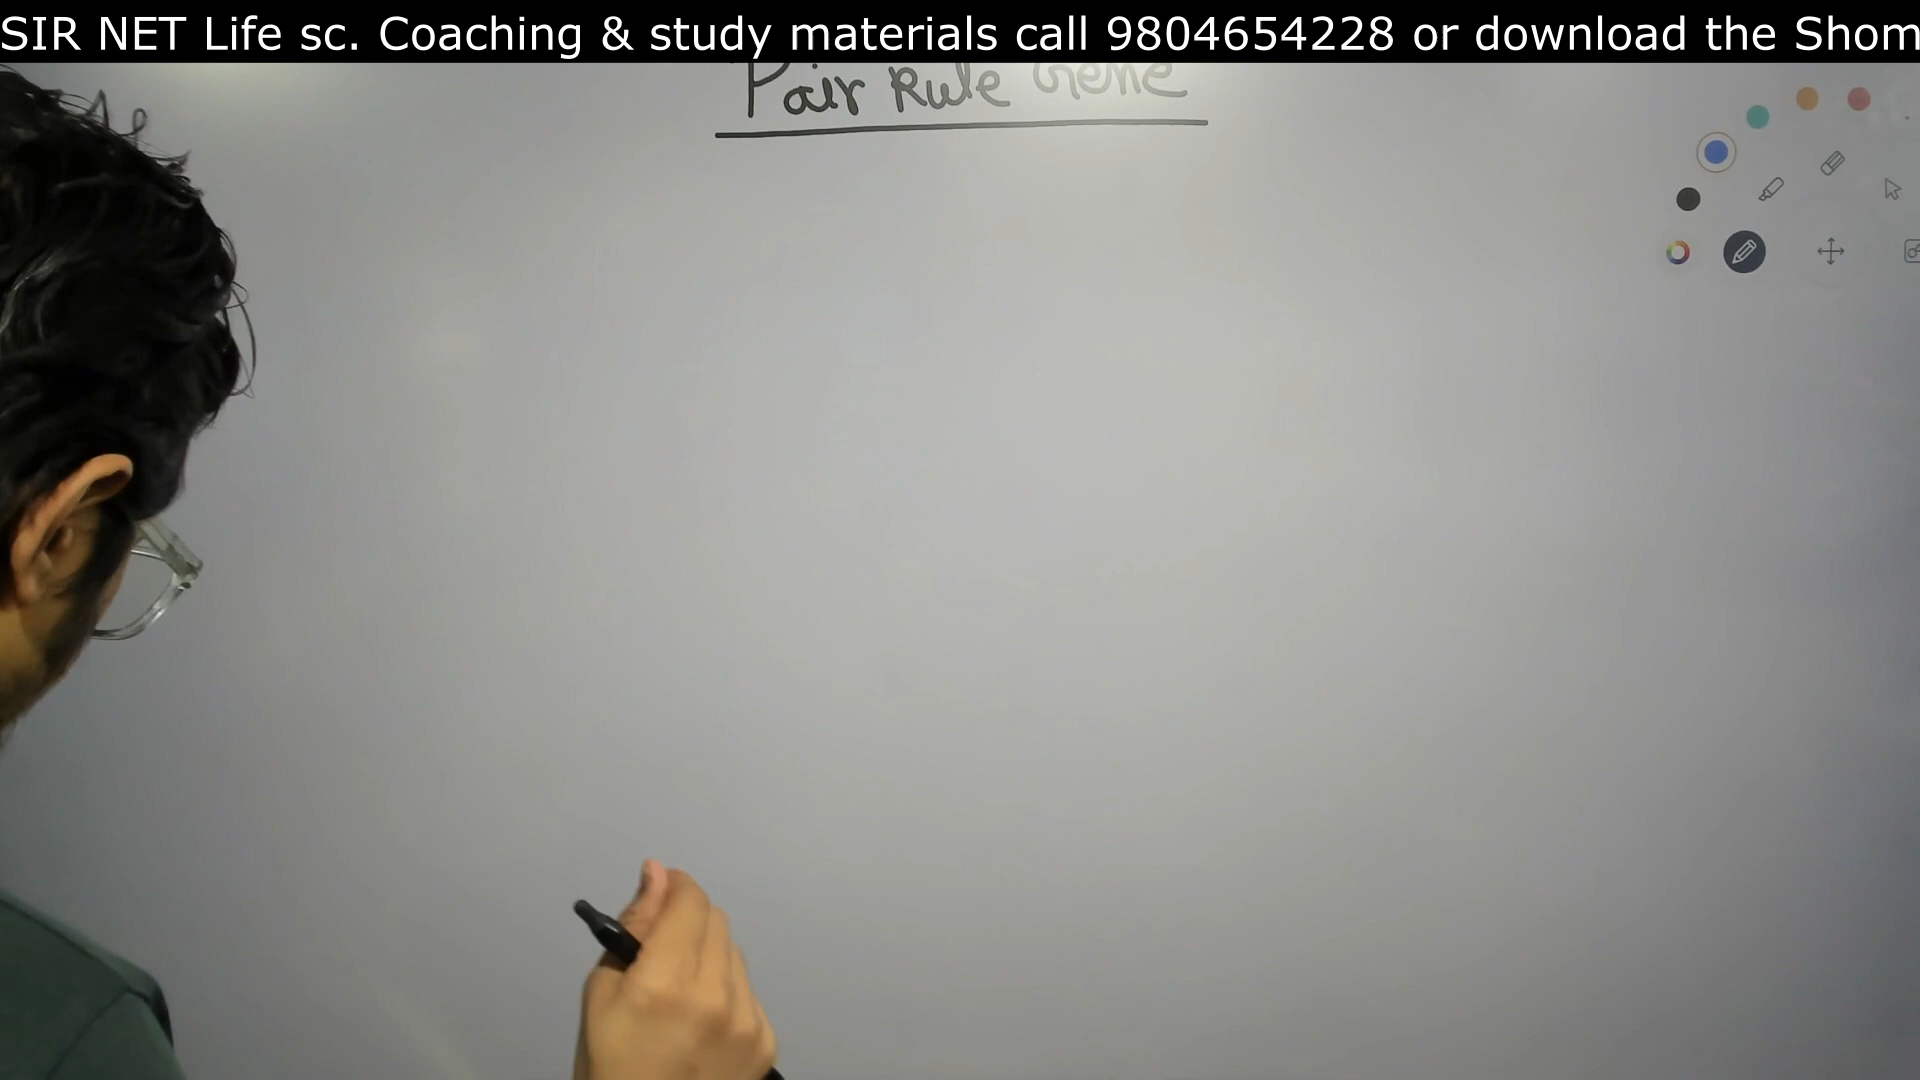 SIR NET Life sc. Coaching & study materials call 9804654228 or download the Shom
Pair Rule Gene